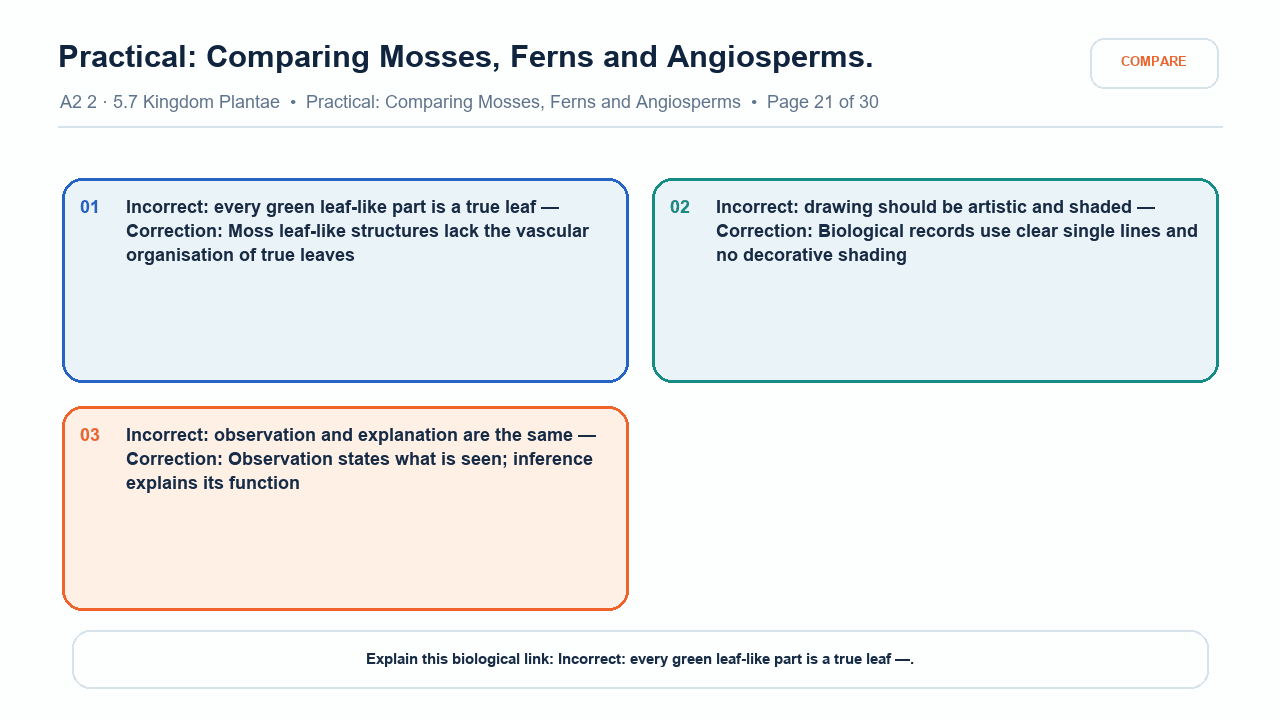 Practical: Comparing Mosses, Ferns and Angiosperms.
COMPARE
A2 2 · 5.7 Kingdom Plantae • Practical: Comparing Mosses, Ferns and Angiosperms • Page 21 of 30
01
Incorrect: every green leaf-like part is a true leaf —
Correction: Moss leaf-like structures lack the vascular
organisation of true leaves
02
Incorrect: drawing should be artistic and shaded —
Correction: Biological records use clear single lines and
no decorative shading
03
Incorrect: observation and explanation are the same —
Correction: Observation states what is seen; inference
explains its function
Explain this biological link: Incorrect: every green leaf-like part is a true leaf —.